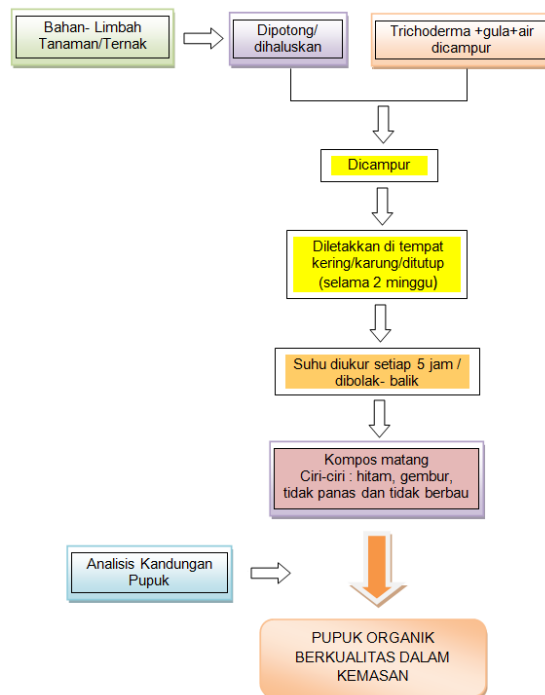 Bahan- Limbah
Tanaman/Ternak
Dipotong/
dihaluskan
Trichoderma +gula+air
dicampur
Dicampur
Diletakkan di tempat
kering/karung/ditutup
(selama 2 minggu)
Suhu diukur setiap 5 jam /
dibolak- balik
Kompos matang
Ciri-ciri : hitam, gembur,
tidak panas dan tidak berbau
Analisis Kandungan
Pupuk
PUPUK ORGANIK
BERKUALITAS DALAM
KEMASAN